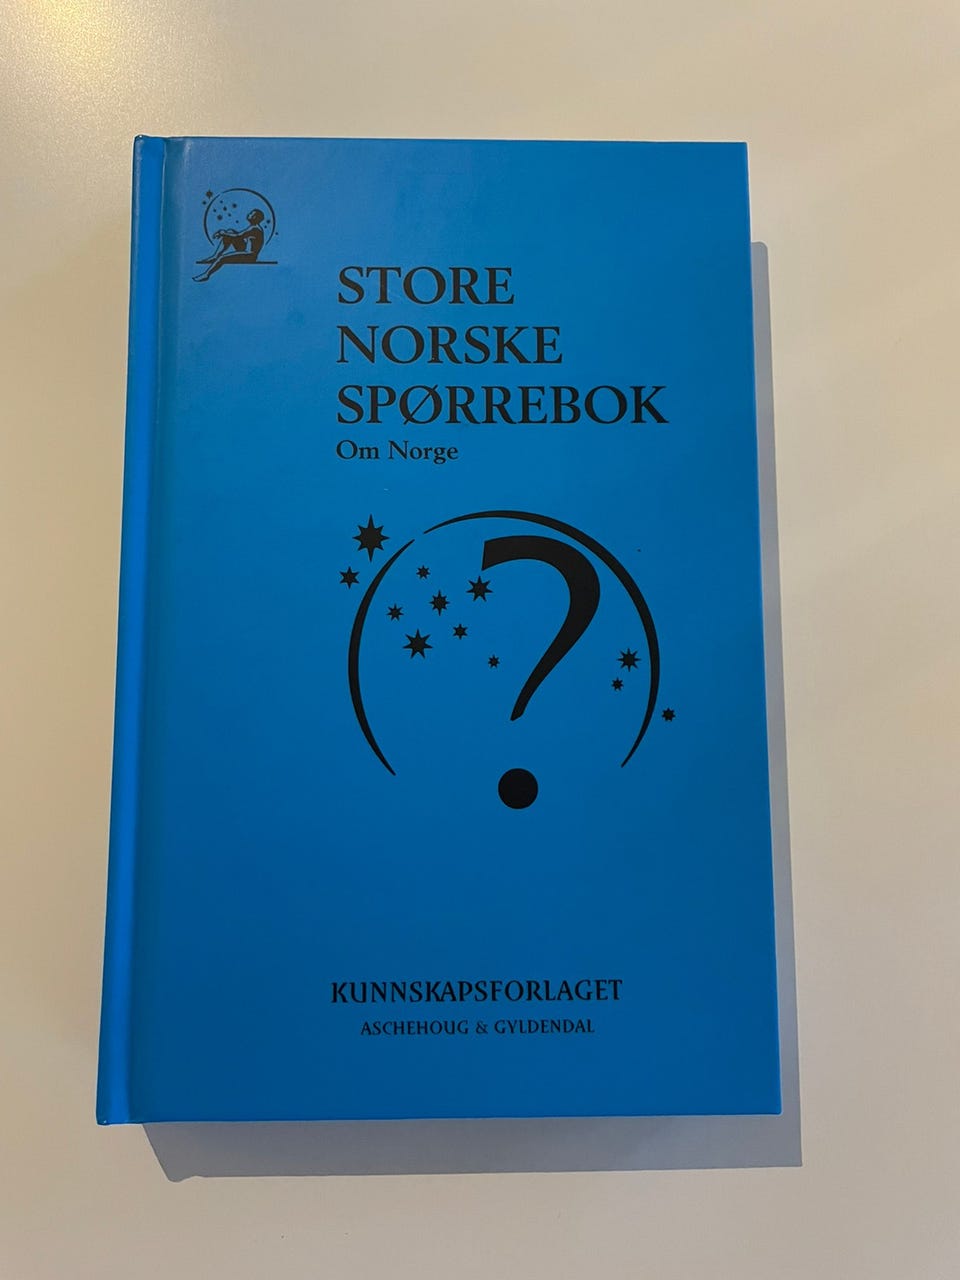 STORE
NORSKE
SPØRREBOK
Om Norge
?
KUNNSKAPSFORLAGET
ASCHEHOUG & GYLDENDAL